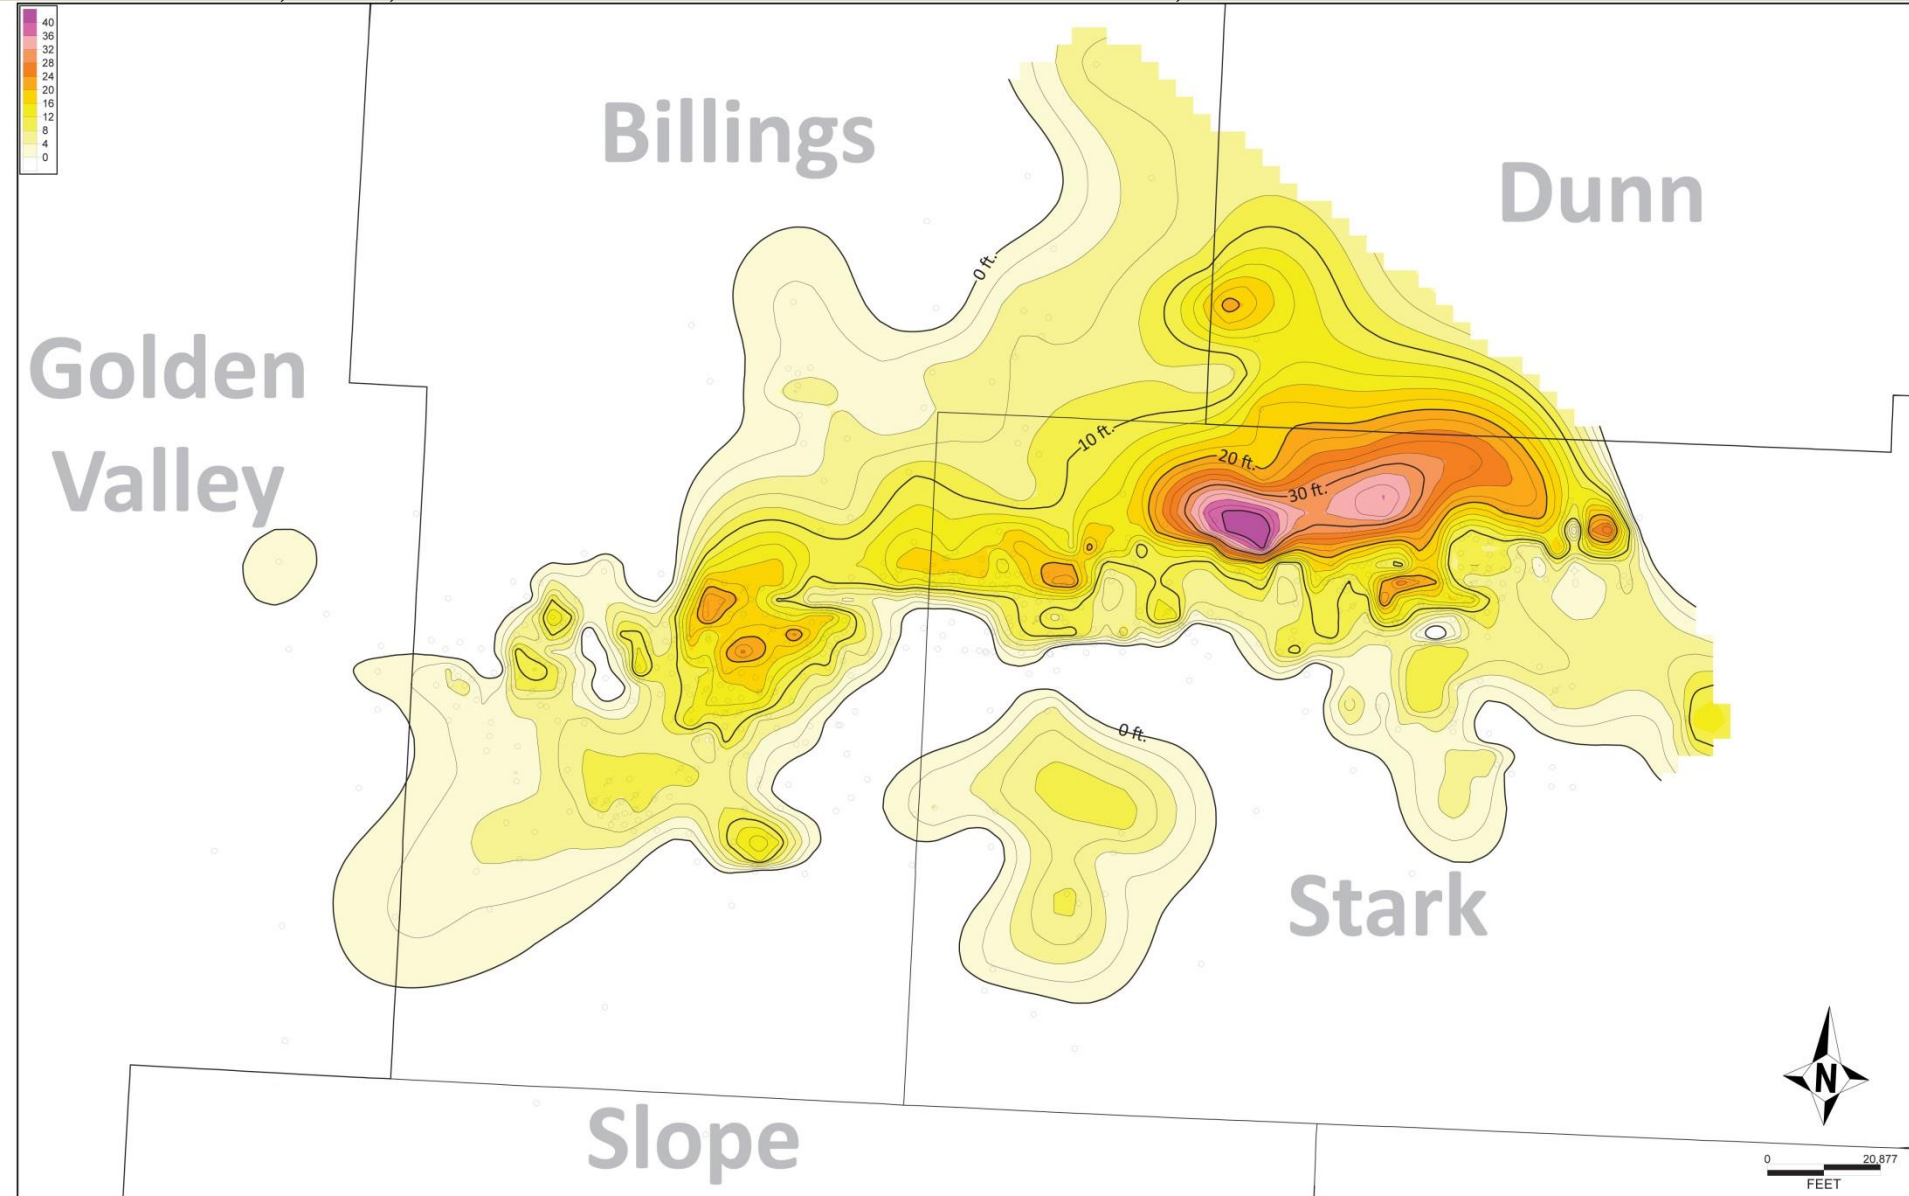 40
36
32
28
24
20
16
12
8
4
0
Billings
Dunn
0 ft.
Golden
Valley
10 ft.
20 ft.
30 ft.
0 ft.
Stark
N
Slope
0 20,877
FEET